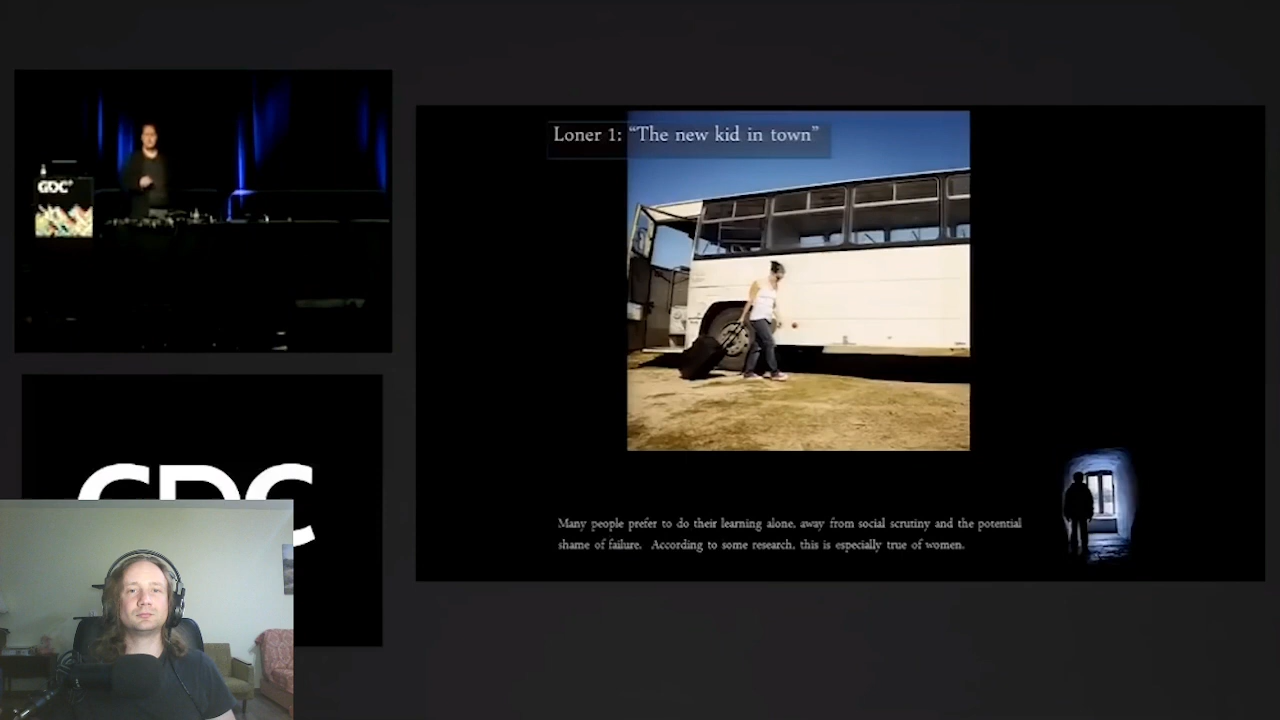 GDC
Loner 1: “The new kid in town”
GDC
Many people prefer to do their learning alone, away from social scrutiny and the potential
shame of failure. According to some research, this is especially true of women.